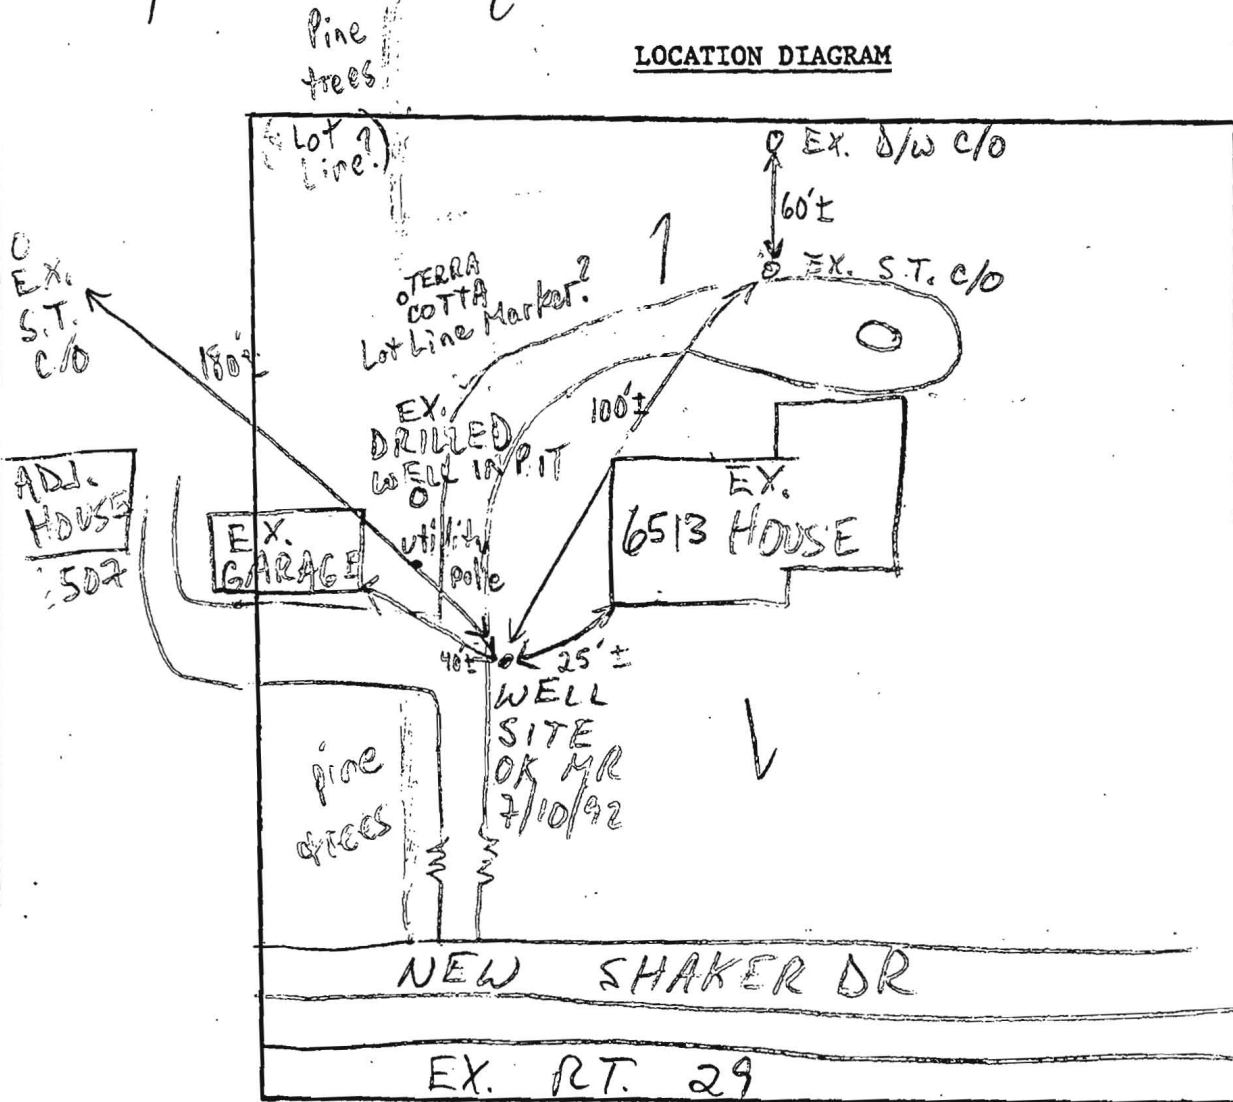 LOCATION DIAGRAM
Pine
trees
(Lot
Line?)
O EX. D/W C/O
60'±
EX. S.T. C/O
O
EX.
S.T.
C/O
180'±
TERRA
COTTA
Lot Line Marker?
100'±
EX.
DRILLED
WELL IN PIT
utility
pole
ADJ.
HOUSE
507
EX.
GARAGE
EX.
6513 HOUSE
40'±
25'±
WELL
SITE
OK MR
7/10/92
pine
trees
NEW SHAKER DR
EX. RT. 29